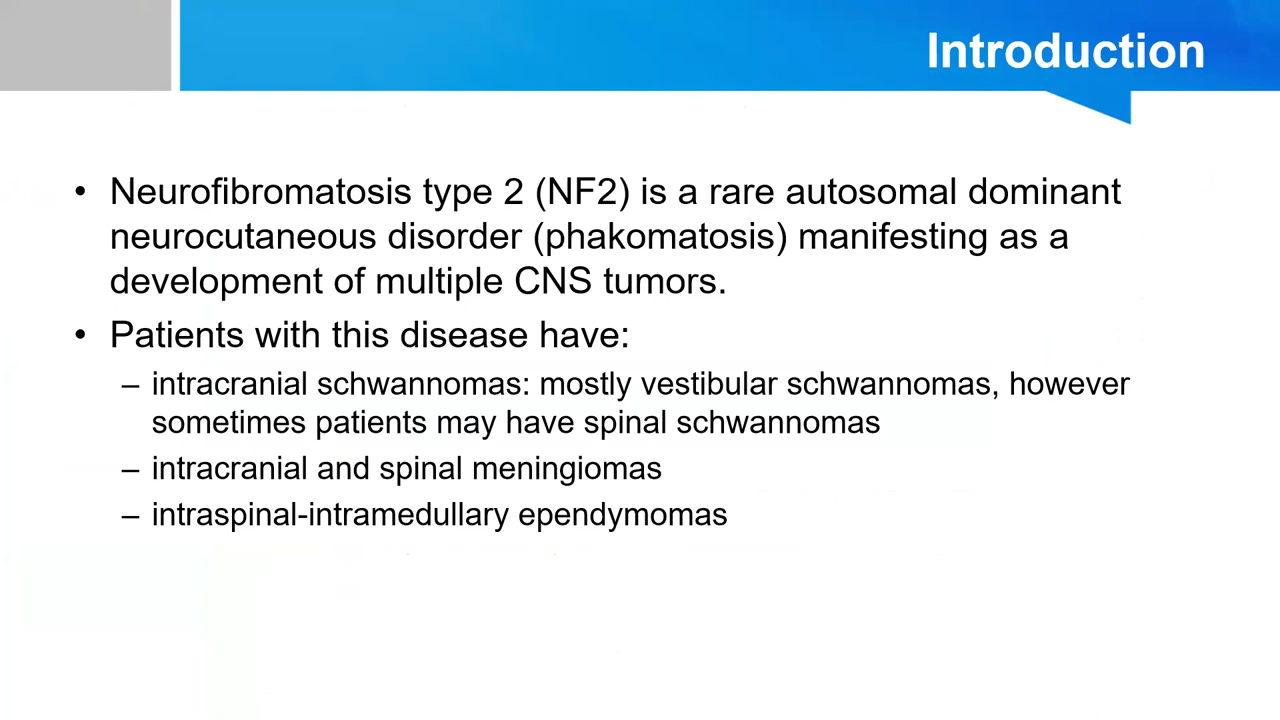 Introduction
• Neurofibromatosis type 2 (NF2) is a rare autosomal dominant
neurocutaneous disorder (phakomatosis) manifesting as a
development of multiple CNS tumors.
• Patients with this disease have:
– intracranial schwannomas: mostly vestibular schwannomas, however
sometimes patients may have spinal schwannomas
– intracranial and spinal meningiomas
– intraspinal-intramedullary ependymomas